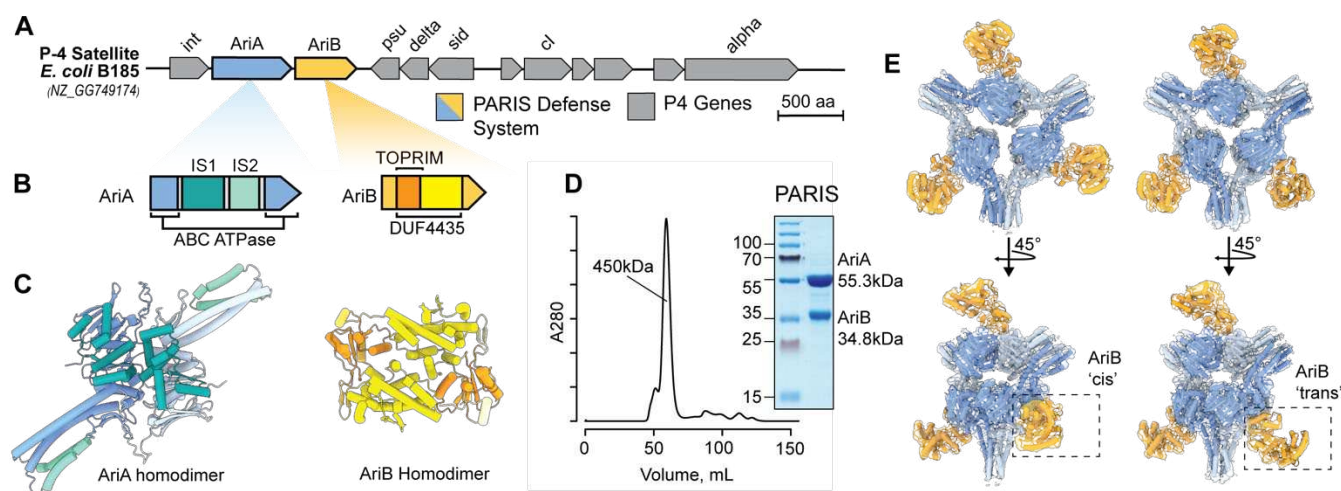 A
P-4 Satellite
E. coli B185
(NZ_GG749174)
int
AriA
AriB
psu
delta
sid
cI
alpha
PARIS Defense
System
P4 Genes
500 aa
B
AriA
IS1
IS2
ABC ATPase
TOPRIM
AriB
DUF4435
C
AriA homodimer
AriB Homodimer
D
PARIS
A280
450kDa
100
70
55
35
25
15
AriA
55.3kDa
AriB
34.8kDa
0
50
100
150
Volume, mL
E
45°
45°
AriB
'cis'
AriB
'trans'